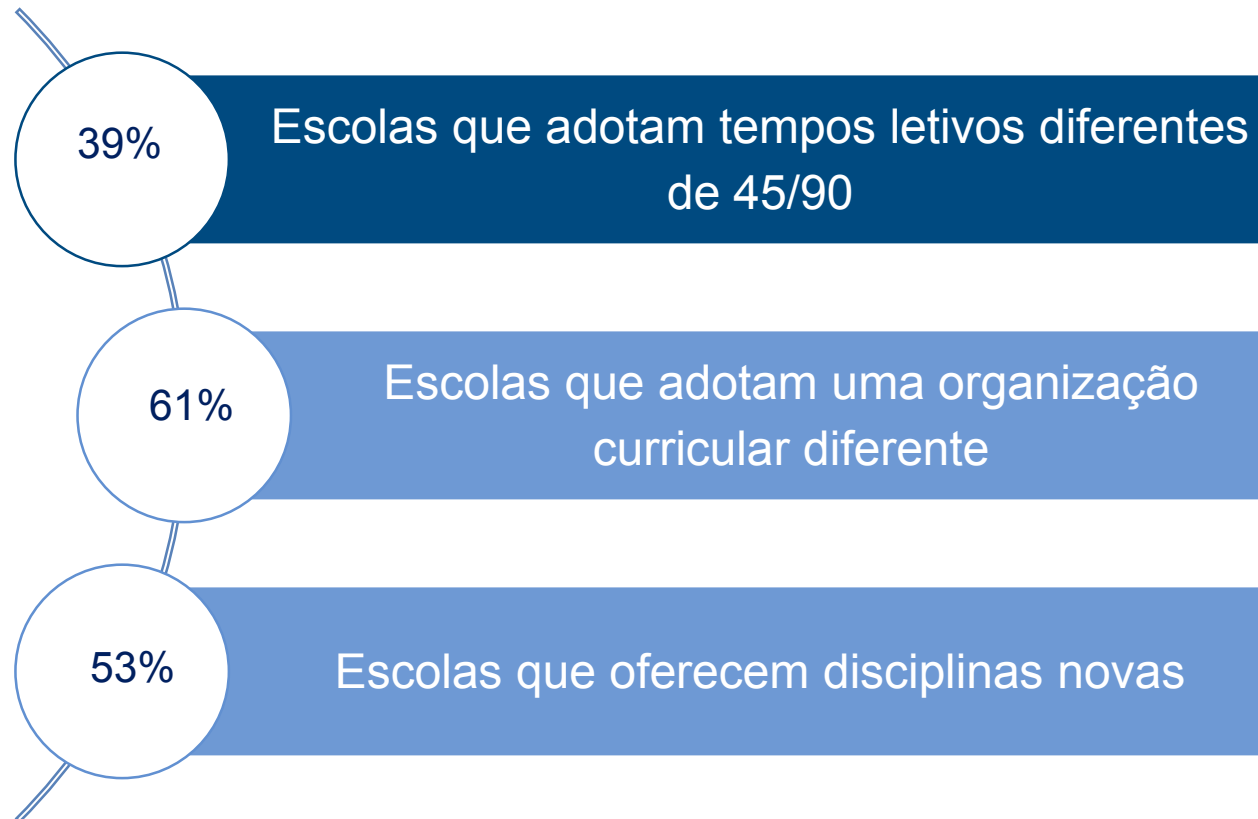 39%
Escolas que adotam tempos letivos diferentes
de 45/90
61%
Escolas que adotam uma organização
curricular diferente
53%
Escolas que oferecem disciplinas novas